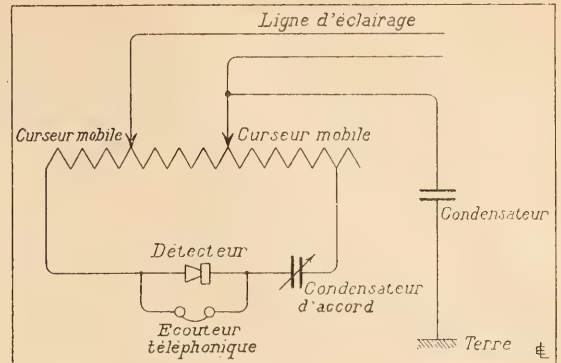 Ligne d'éclairage
Curseur mobile
Curseur mobile
Condensateur
Détecteur
Condensateur
d'accord
Ecouteur
téléphonique
Terre